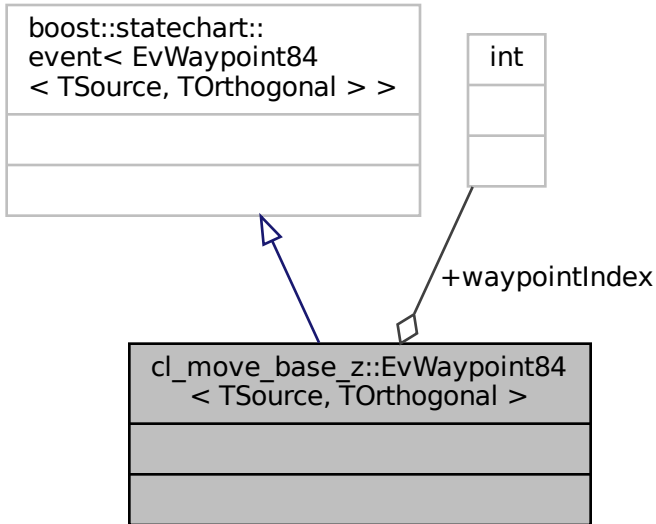 boost::statechart::
event< EvWaypoint84
< TSource, TOrthogonal > >
int
+waypointIndex
cl_move_base_z::EvWaypoint84
< TSource, TOrthogonal >